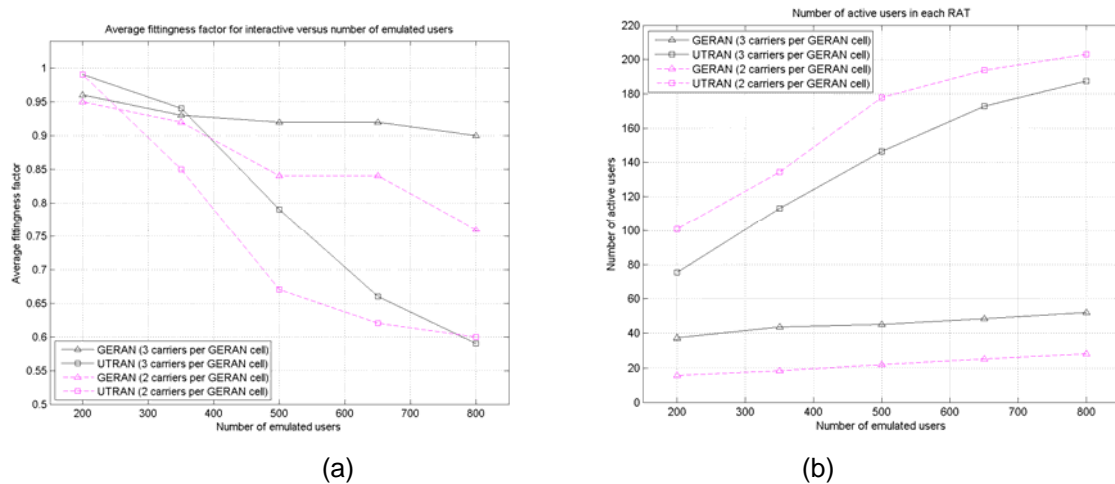 Average fittingness factor for interactive versus number of emulated users
1
0.95
0.9
0.85
0.8
0.75
0.7
0.65
0.6
0.55
0.5
Average fittingness factor
GERAN (3 carriers per GERAN cell)
UTRAN (3 carriers per GERAN cell)
GERAN (2 carriers per GERAN cell)
UTRAN (2 carriers per GERAN cell)
200 300 400 500 600 700 800
Number of emulated users
(a)
Number of active users in each RAT
220
200
180
160
140
120
100
80
60
40
20
0
Number of active users
GERAN (3 carriers per GERAN cell)
UTRAN (3 carriers per GERAN cell)
GERAN (2 carriers per GERAN cell)
UTRAN (2 carriers per GERAN cell)
200 300 400 500 600 700 800
Number of emulated users
(b)